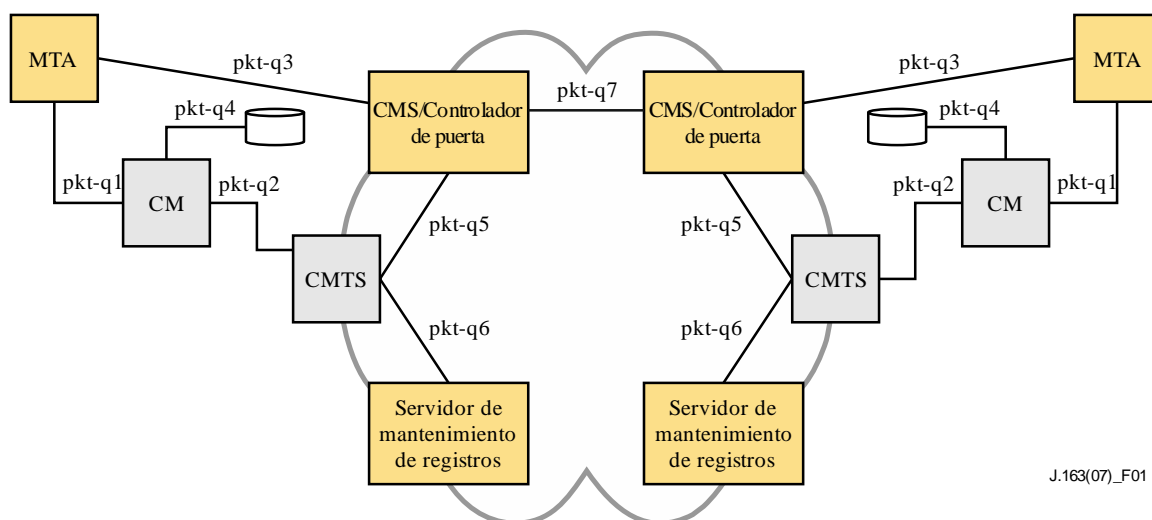 MTA
pkt-q3
pkt-q4
pkt-q1
CM
pkt-q2
CMTS
CMS/Controlador
de puerta
pkt-q7
CMS/Controlador
de puerta
pkt-q5
pkt-q6
Servidor de
mantenimiento
de registros
pkt-q3
MTA
pkt-q4
pkt-q2
CM
pkt-q1
pkt-q5
CMTS
pkt-q6
Servidor de
mantenimiento
de registros
J.163(07)_F01